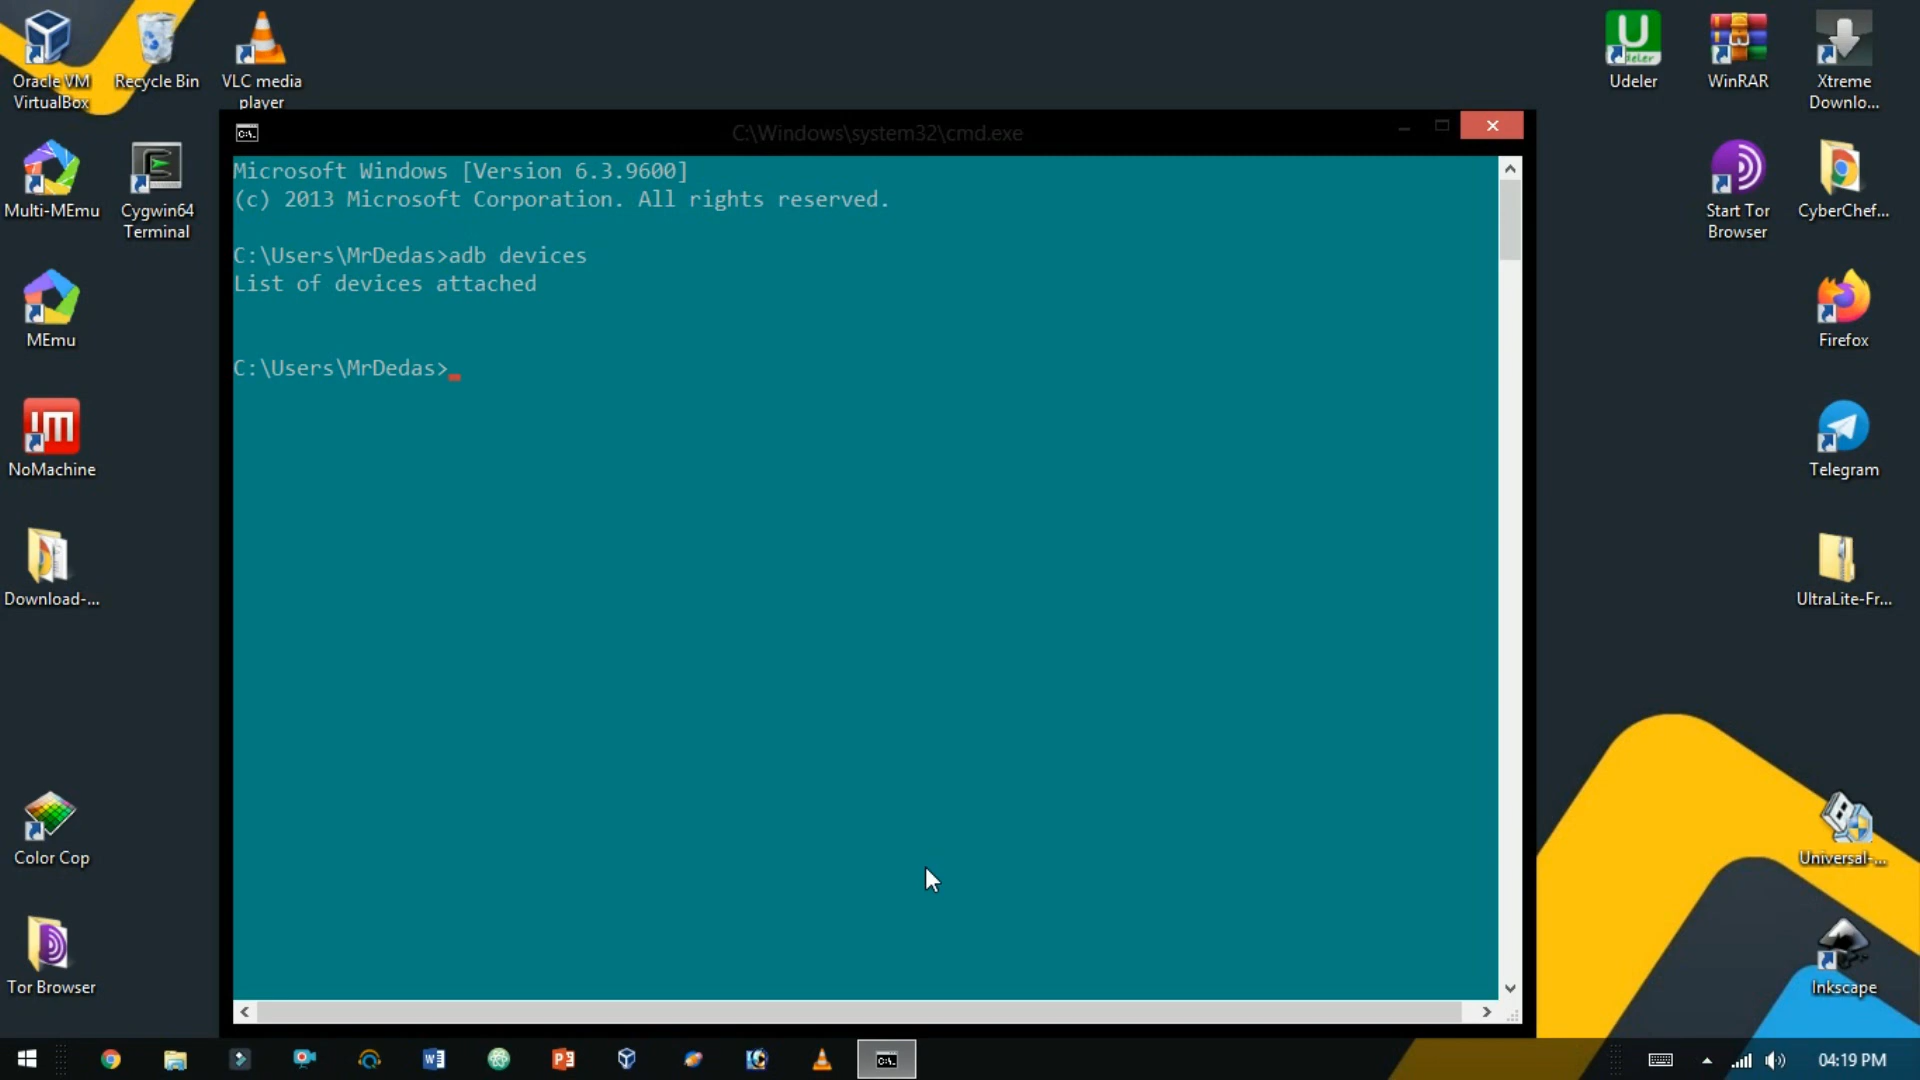 Oracle VM
VirtualBox
Recycle Bin
VLC media
player
U
deler
Udeler
WinRAR
Xtreme
Downlo...
C:\.
C:\Windows\system32\cmd.exe
Microsoft Windows [Version 6.3.9600]
(c) 2013 Microsoft Corporation. All rights reserved.
C:\Users\MrDedas>adb devices
List of devices attached
C:\Users\MrDedas>
Multi-MEmu
Cygwin64
Terminal
Start Tor
Browser
CyberChef...
MEmu
Firefox
NoMachine
Telegram
Download-...
UltraLite-Fr...
Color Cop
Universal-...
Tor Browser
Inkscape
C:\.
04:19 PM